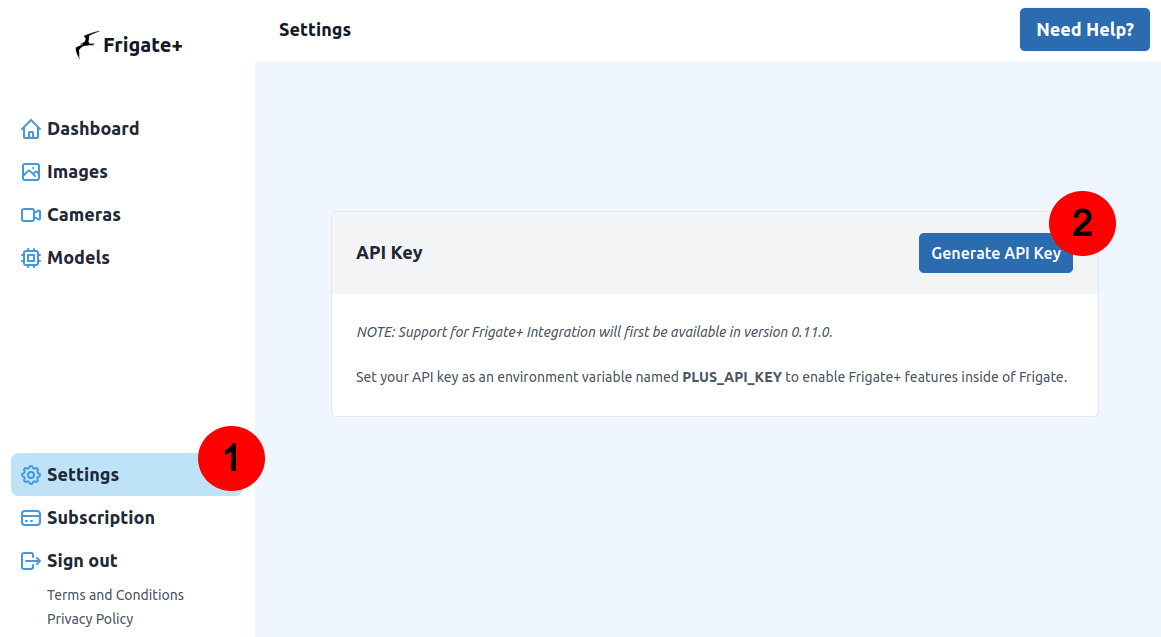 Frigate+
Settings
Need Help?
Dashboard
Images
Cameras
Models
API Key
Generate API Key
2
NOTE: Support for Frigate+ Integration will first be available in version 0.11.0.
Set your API key as an environment variable named PLUS_API_KEY to enable Frigate+ features inside of Frigate.
Settings
1
Subscription
Sign out
Terms and Conditions
Privacy Policy